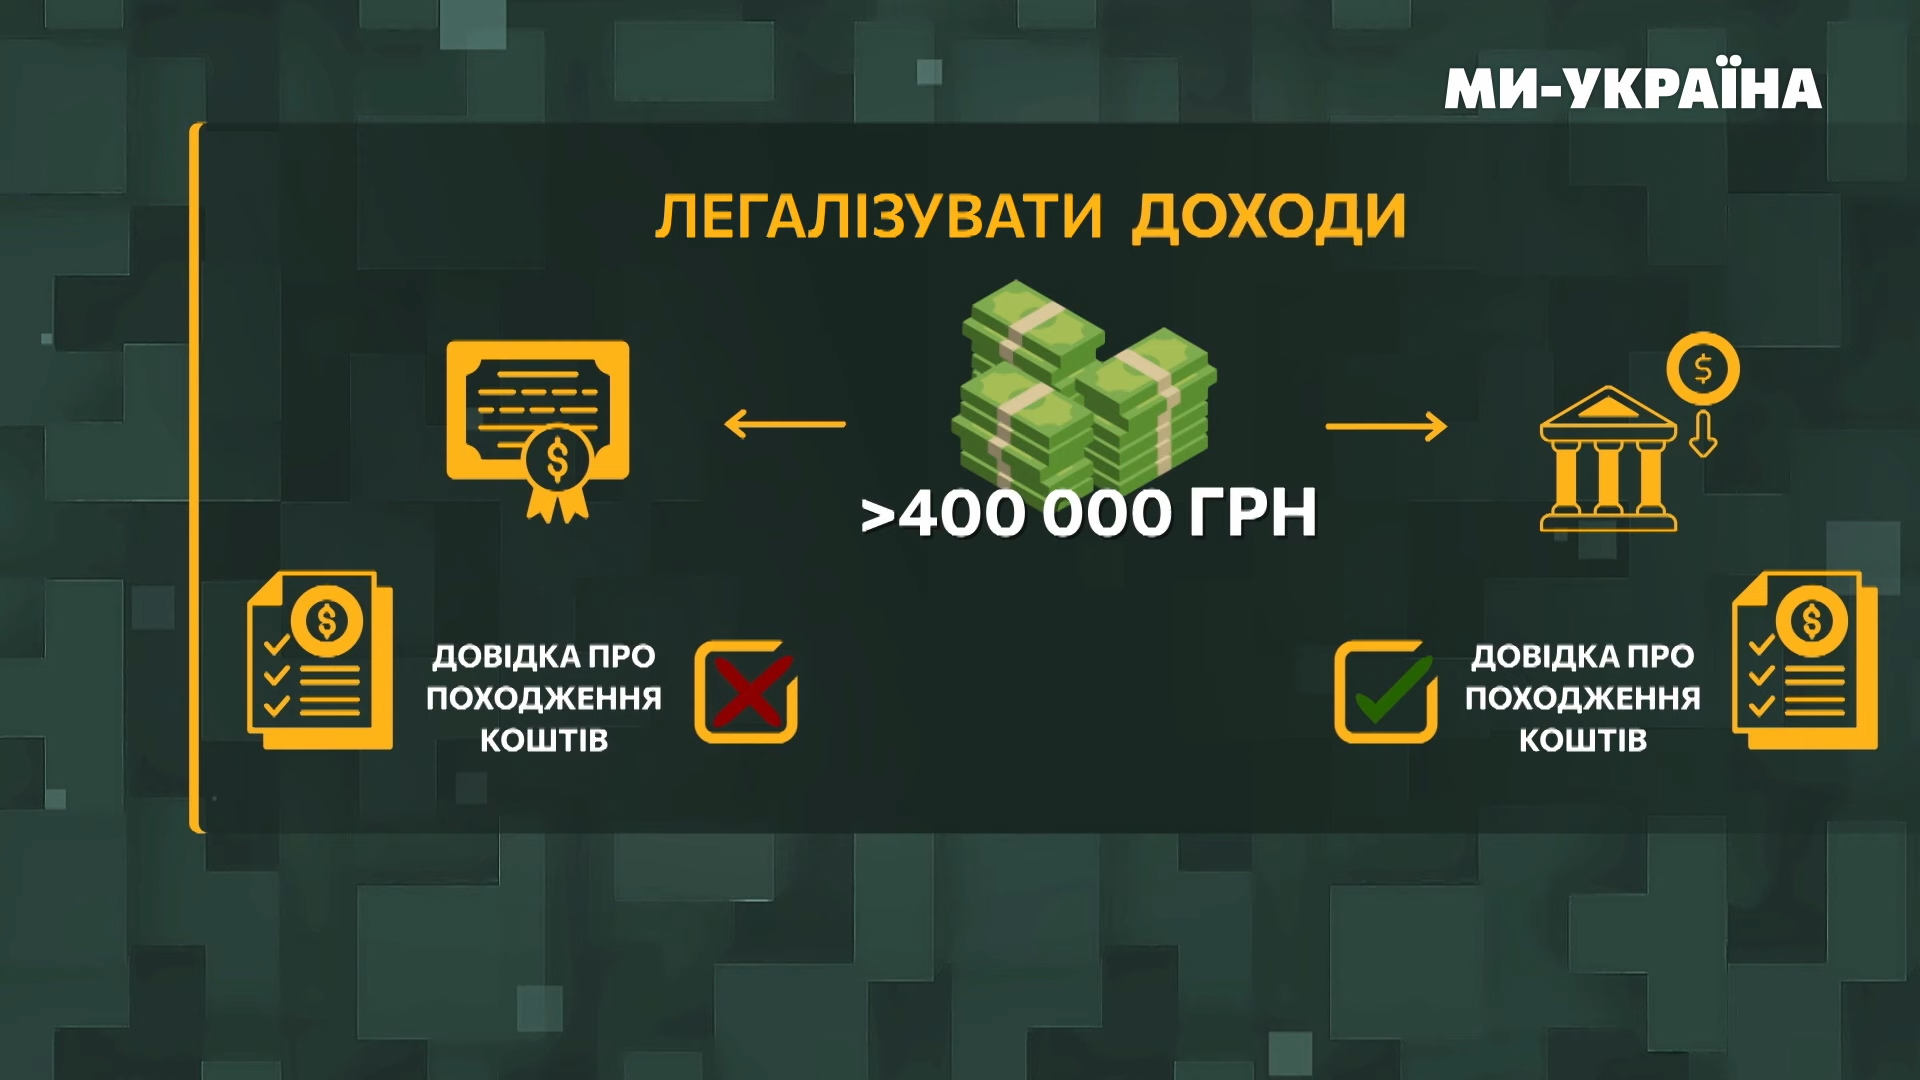 МИ-УКРАЇНА
ЛЕГАЛІЗУВАТИ ДОХОДИ
>400 000 ГРН
ДОВІДКА ПРО
ПОХОДЖЕННЯ
КОШТІВ
ДОВІДКА ПРО
ПОХОДЖЕННЯ
КОШТІВ